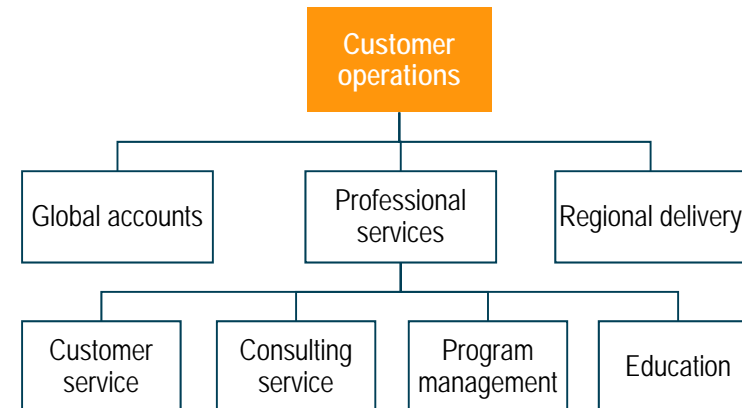 Customer
operations
Global accounts
Professional
services
Regional delivery
Customer
service
Consulting
service
Program
management
Education